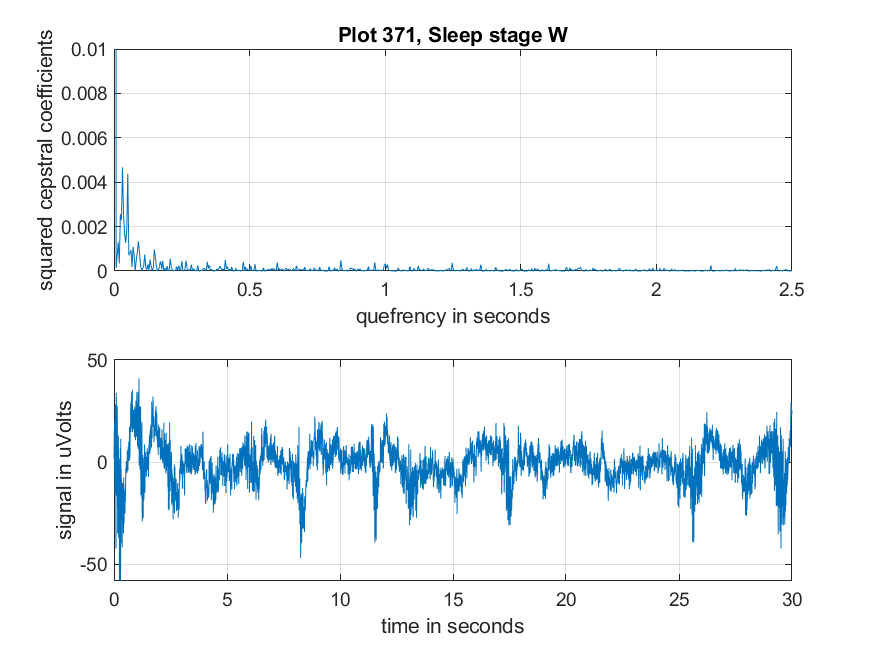 Plot 371, Sleep stage W
squared cepstral coefficients
0.01
0.008
0.006
0.004
0.002
0
0 0.5 1 1.5 2 2.5
quefrency in seconds
signal in uVolts
50
0
-50
0 5 10 15 20 25 30
time in seconds